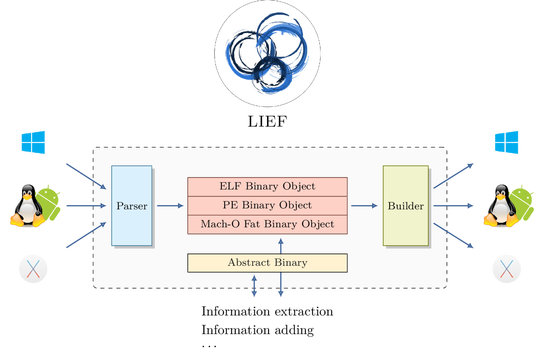 LIEF
ELF Binary Object
Parser
PE Binary Object
Builder
Mach-O Fat Binary Object
Abstract Binary
Information extraction
Information adding
...